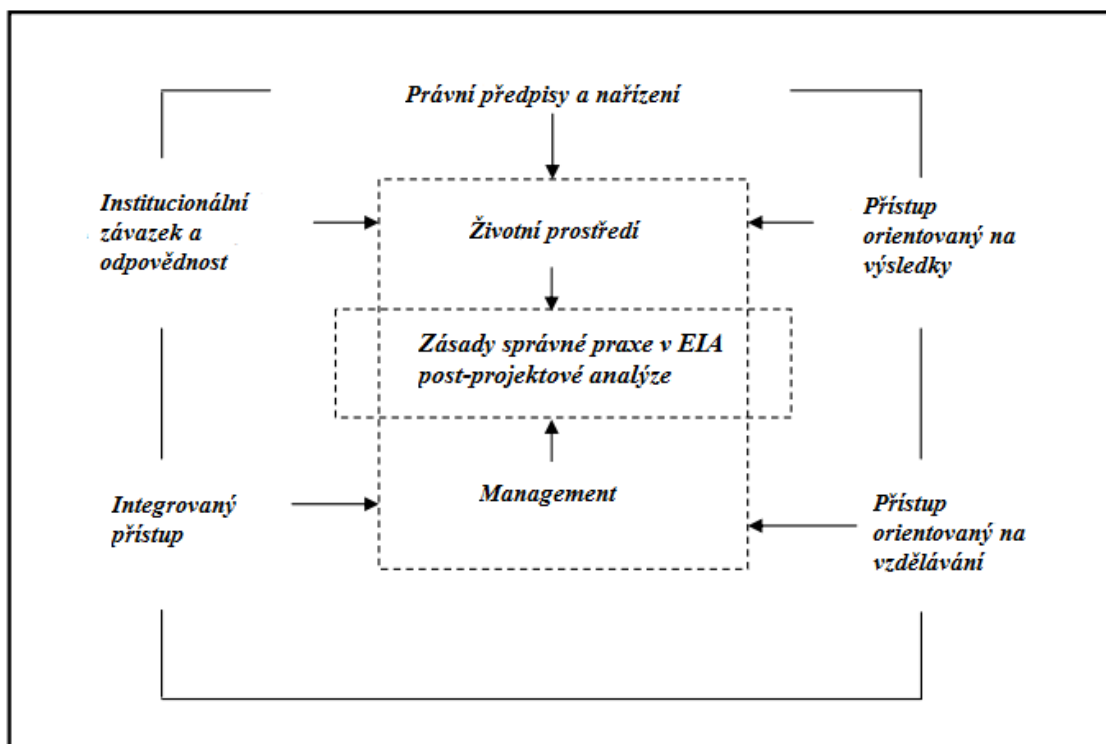 Právní předpisy a nařízení
Institucionální
závazek a
odpovědnost
Životní prostředí
Přístup
orientovaný na
výsledky
Zásady správné praxe v EIA
post-projektové analýze
Integrovaný
přístup
Management
Přístup
orientovaný na
vzdělávání